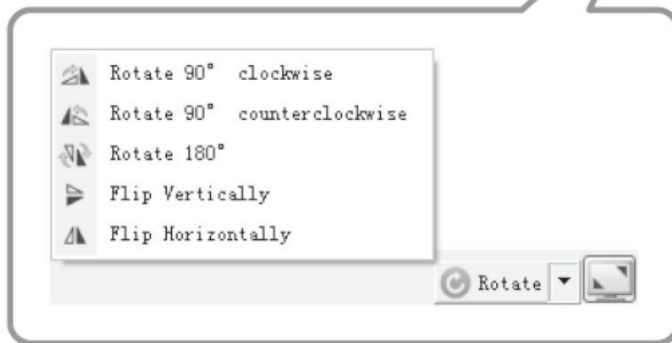 Rotate 90° clockwise
Rotate 90° counterclockwise
Rotate 180°
Flip Vertically
Flip Horizontally
Rotate